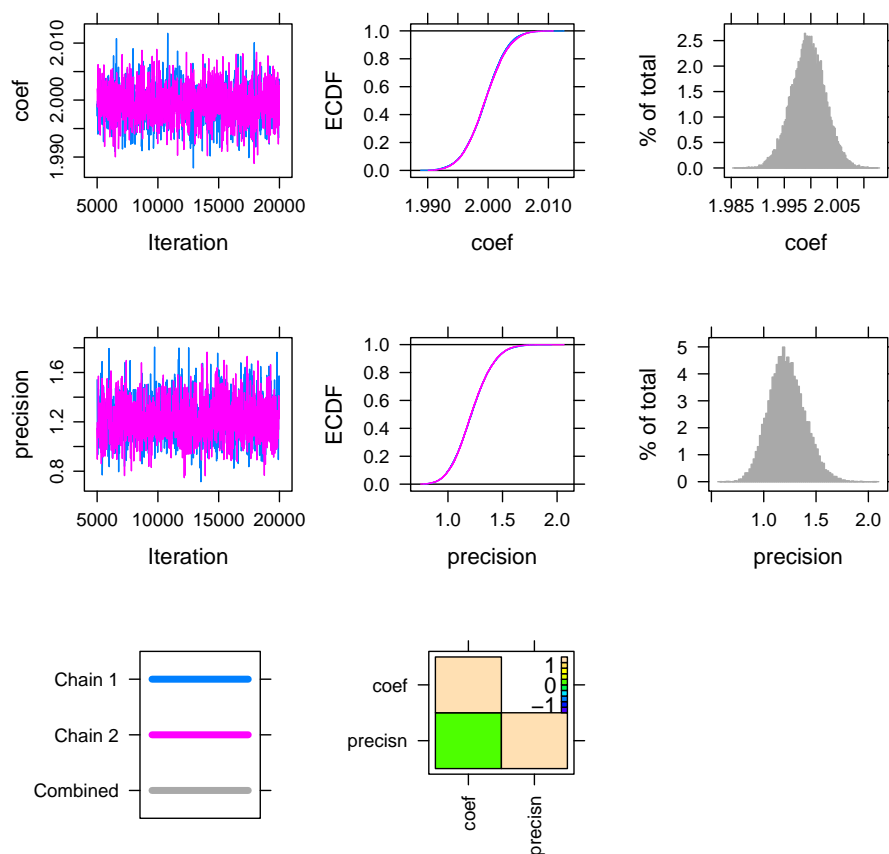 coef
1.990
2.000
2.010
5000 10000 15000 20000
Iteration
ECDF
0.0
0.2
0.4
0.6
0.8
1.0
1.990 2.000 2.010
coef
% of total
0.0
0.5
1.0
1.5
2.0
2.5
1.985 1.995 2.005
coef
precision
0.8
1.2
1.6
5000 10000 15000 20000
Iteration
ECDF
0.0
0.2
0.4
0.6
0.8
1.0
1.0 1.5 2.0
precision
% of total
0
1
2
3
4
5
1.0 1.5 2.0
precision
Chain 1
Chain 2
Combined
coef
precisn
1
0
−1
coef
precisn